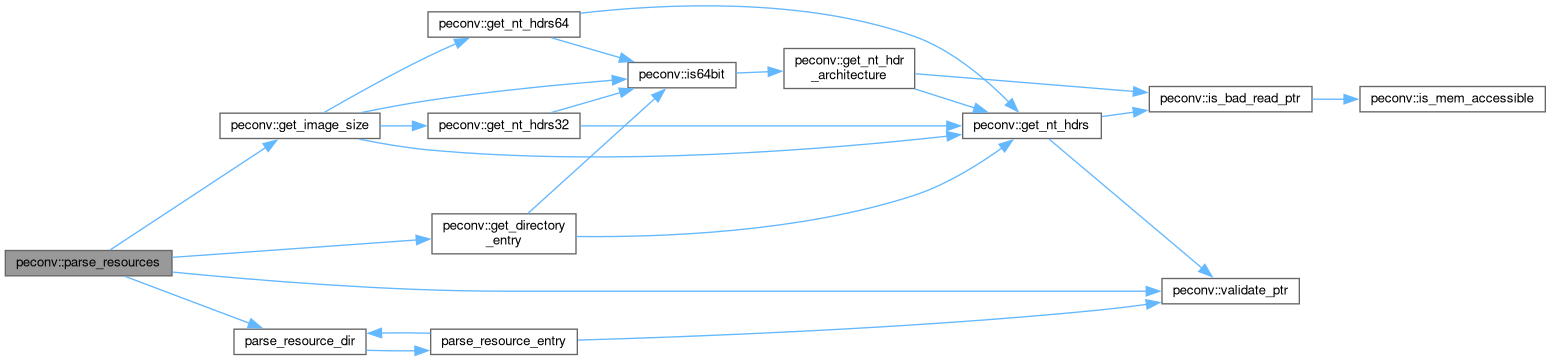 peconv::get_nt_hdrs64
peconv::is64bit
peconv::get_nt_hdr
_architecture
peconv::is_bad_read_ptr
peconv::is_mem_accessible
peconv::get_image_size
peconv::get_nt_hdrs32
peconv::get_nt_hdrs
peconv::get_directory
_entry
peconv::parse_resources
peconv::validate_ptr
parse_resource_dir
parse_resource_entry